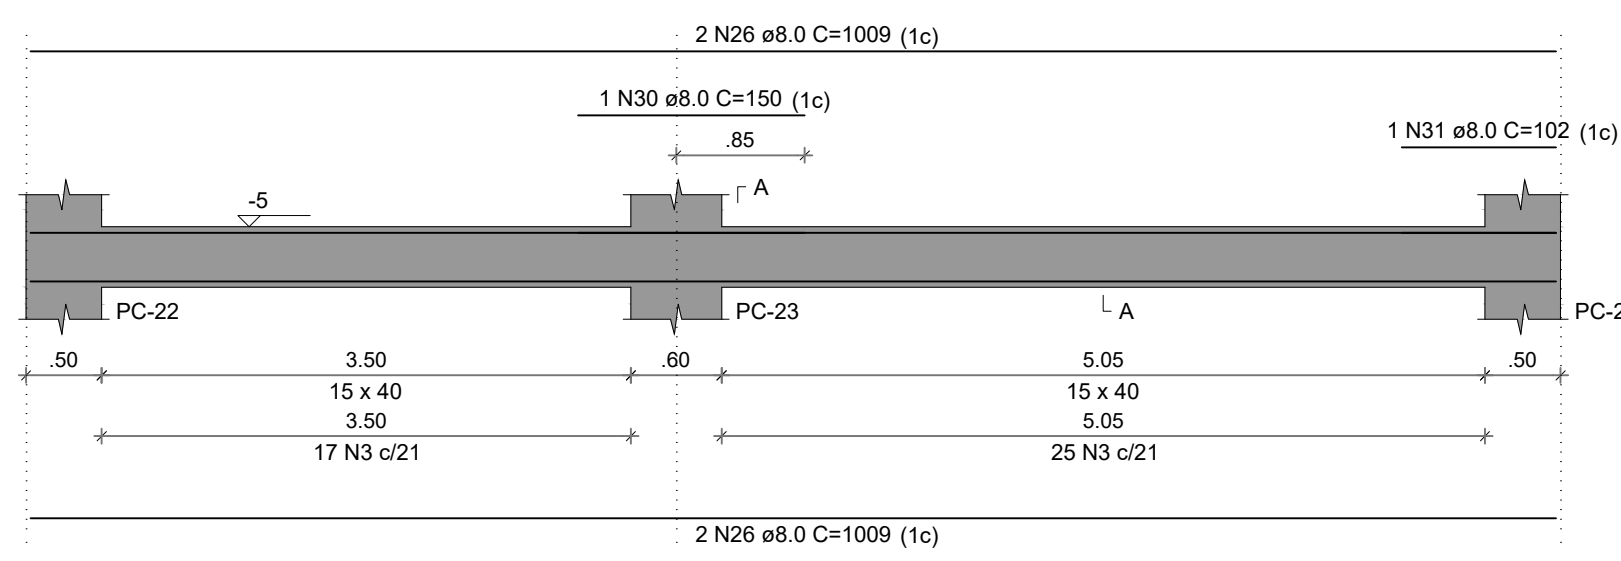 2 N26 ø8.0 C=1009 (1c)
1 N30 ø8.0 C=150 (1c)
.85
1 N31 ø8.0 C=102 (1c)
A
-5
PC-22
PC-23
A
PC-2
.50
3.50
.60
5.05
.50
15 x 40
15 x 40
3.50
5.05
17 N3 c/21
25 N3 c/21
2 N26 ø8.0 C=1009 (1c)